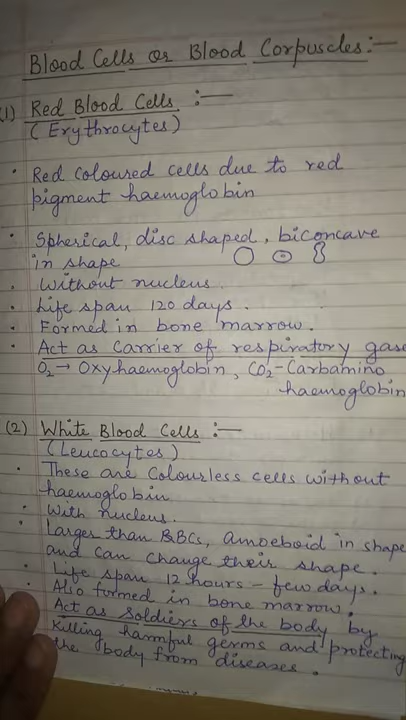 Blood Cells or Blood Corpuscles:-
(1) Red Blood Cells :-
(Erythrocytes)
• Red coloured cells due to red
pigment haemoglobin
• Spherical, disc shaped, biconcave
in shape
• Without nucleus.
• Life span 120 days.
• Formed in bone marrow.
• Act as Carrier of respiratory gase
O₂ → Oxyhaemoglobin, CO₂-Carbamino
haemoglobin
(2) White Blood Cells :-
(Leucocytes)
• These are Colourless cells without
haemoglobin
• With nucleus.
• Larger than BBCs, amoeboid in shape
and can change their shape.
• Life span 12 hours - few days.
• Also formed in bone marrow.
Act as Soldiers of the body by
Killing harmful germs and protecting
the body from diseases.